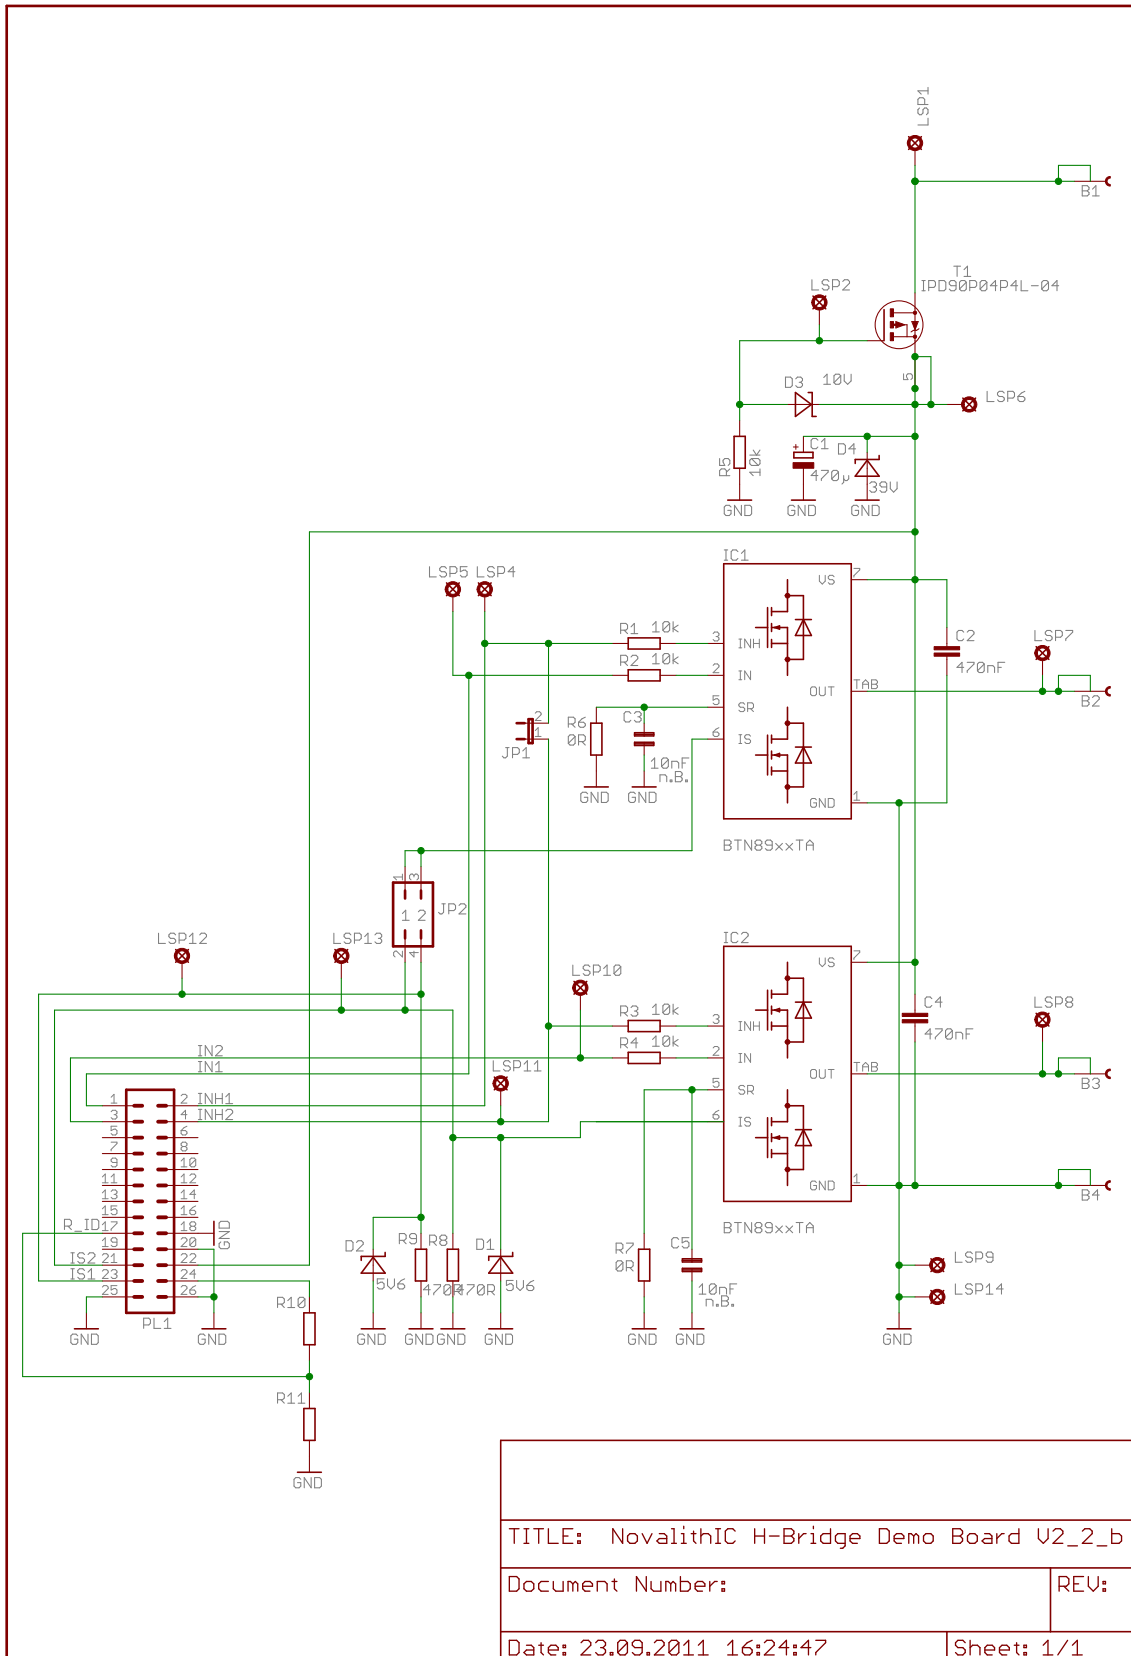 LSP1
B1
T1
IPD90P04P4L-04
LSP2
5
D3 10V
LSP6
R5
10k
C1
470µ
D4
39V
GND GND GND
IC1
LSP5 LSP4
VS 7
R1 10k 3 INH
R2 10k 2 IN
C2
470nF
LSP7
OUT TAB
B2
5 SR
R6
0R
C3
10nF
n.B.
6 IS
2
1
JP1
GND GND
GND 1
BTN89xxTA
1 3
1 2
JP2
2 4
LSP12
LSP13
IC2
VS 7
LSP10
R3 10k 3 INH
R4 10k 2 IN
C4
470nF
LSP8
OUT TAB
B3
IN2
IN1
LSP11
5 SR
6 IS
1 2 INH1
3 4 INH2
5 6
7 8
9 10
11 12
13 14
15 16
R_ID 17 18 GND
19 20
IS2 21 22
IS1 23 24
25 26
GND PL1 GND
GND 1
B4
BTN89xxTA
D2
5V6
R9
470R
R8
470R
D1
5V6
R7
0R
C5
10nF
n.B.
LSP9
LSP14
GND GND GND GND
GND GND
GND
R10
R11
GND
TITLE: NovalithIC H-Bridge Demo Board V2_2_b
Document Number:
REV:
Date: 23.09.2011 16:24:47
Sheet: 1/1